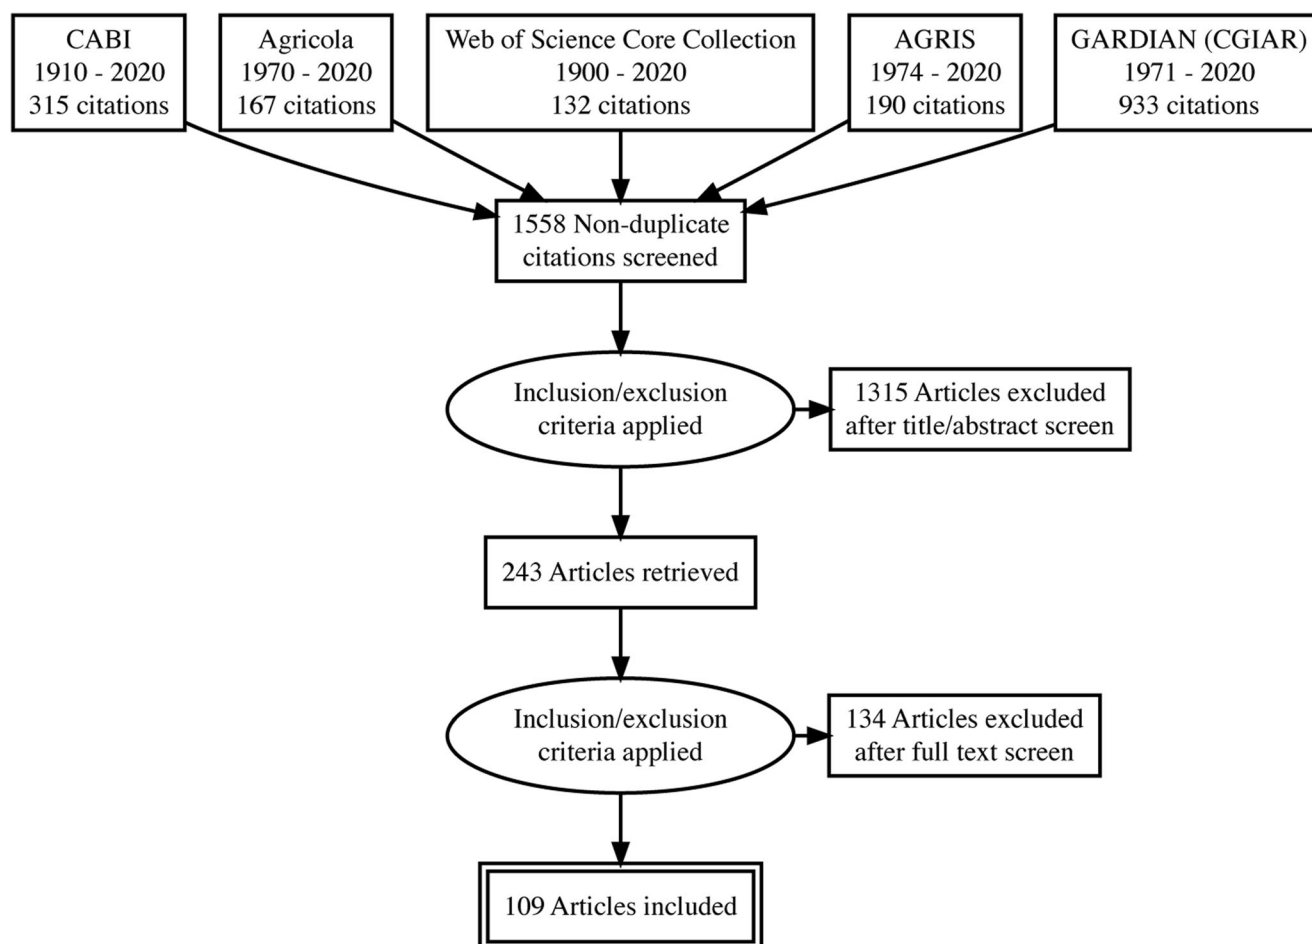 CABI
1910 - 2020
315 citations
Agricola
1970 - 2020
167 citations
Web of Science Core Collection
1900 - 2020
132 citations
AGRIS
1974 - 2020
190 citations
GARDIAN (CGIAR)
1971 - 2020
933 citations
1558 Non-duplicate
citations screened
Inclusion/exclusion
criteria applied
1315 Articles excluded
after title/abstract screen
243 Articles retrieved
Inclusion/exclusion
criteria applied
134 Articles excluded
after full text screen
109 Articles included